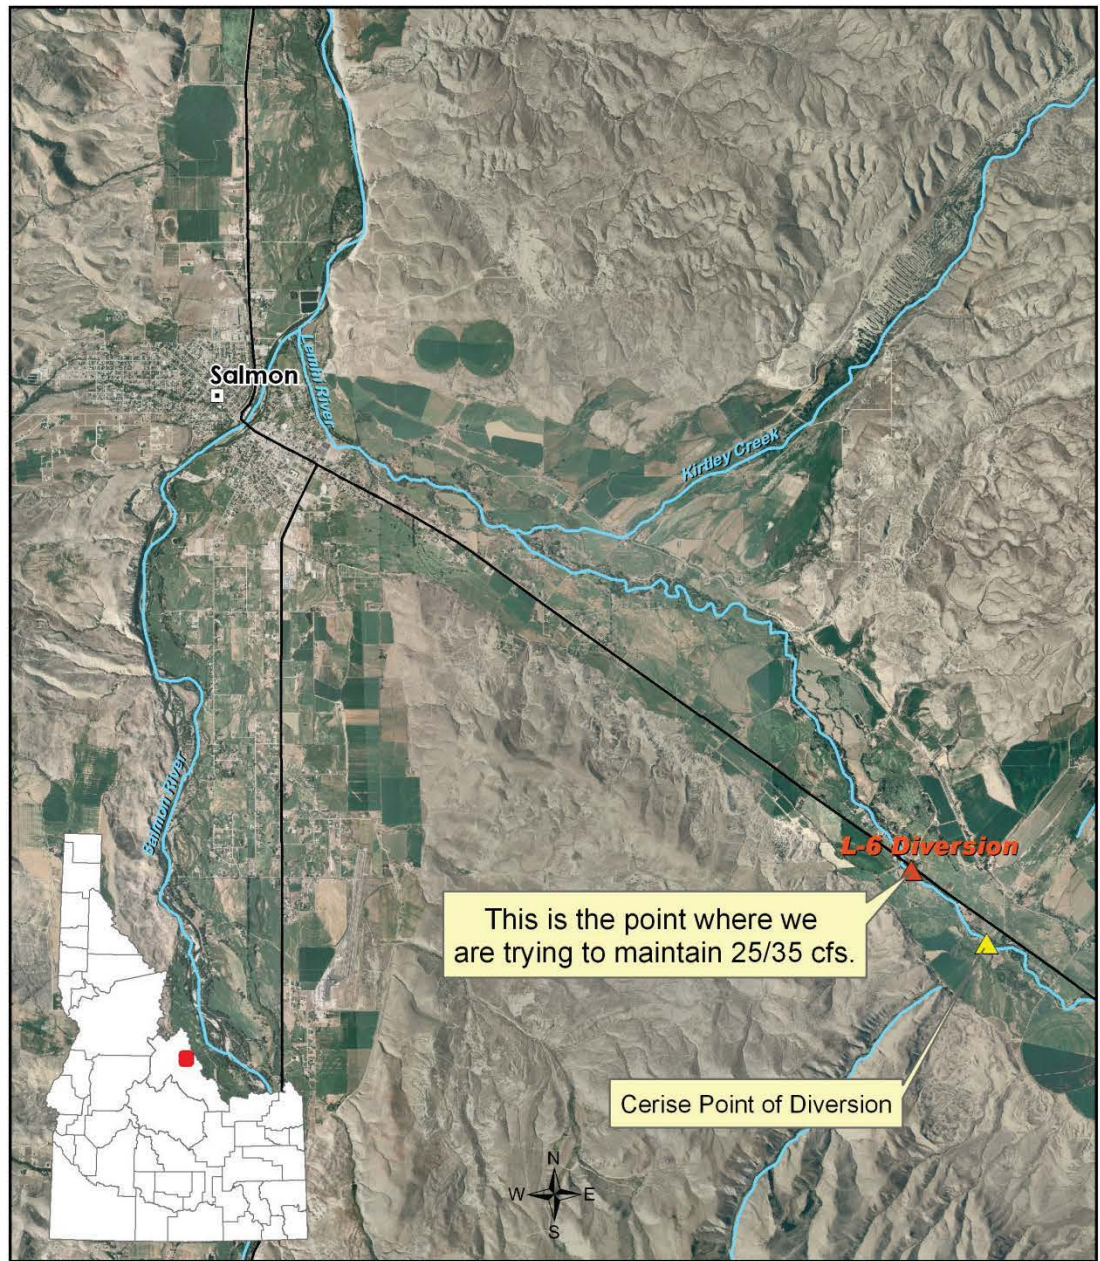 Salmon
Lemhi River
Kirtley Creek
Salmon River
L-6 Diversion
This is the point where we
are trying to maintain 25/35 cfs.
Cerise Point of Diversion
N
W E
S